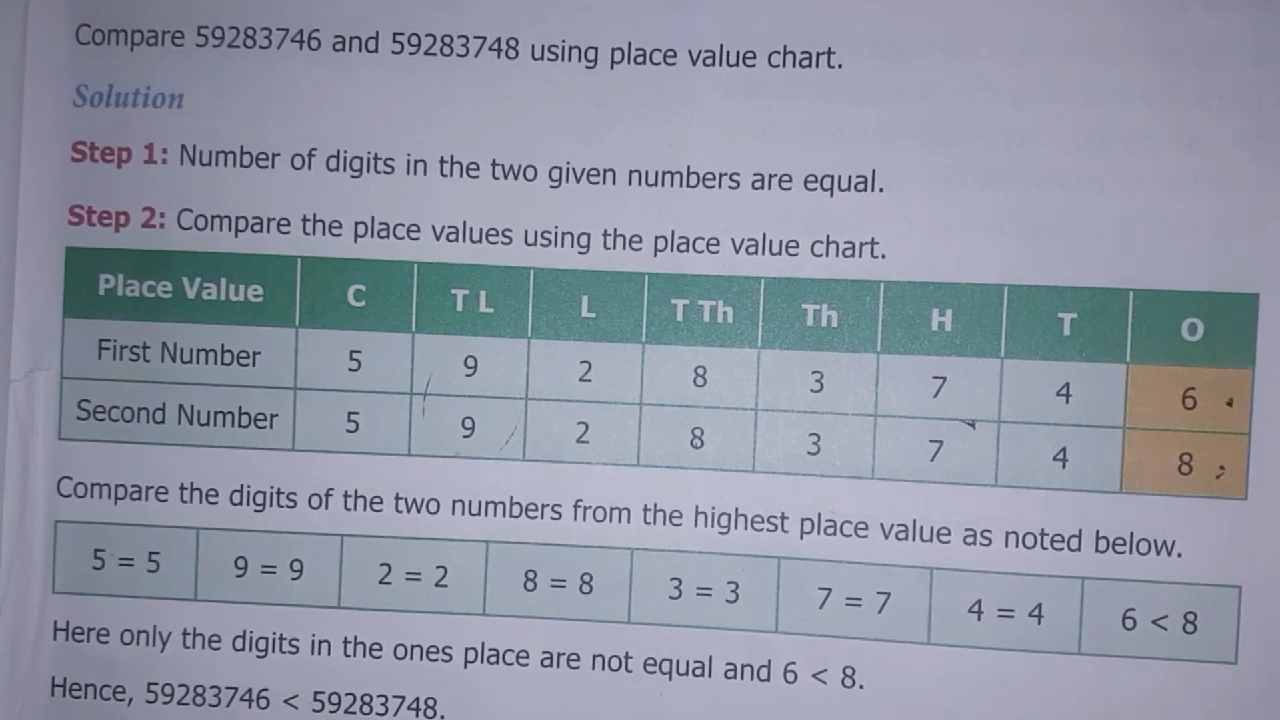 Compare 59283746 and 59283748 using place value chart.
Solution
Step 1: Number of digits in the two given numbers are equal.
Step 2: Compare the place values using the place value chart.
Place Value C T L L T Th Th H T O
First Number 5 9 2 8 3 7 4 6
Second Number 5 9 2 8 3 7 4 8
Compare the digits of the two numbers from the highest place value as noted below.
5 = 5 9 = 9 2 = 2 8 = 8 3 = 3 7 = 7 4 = 4 6 < 8
Here only the digits in the ones place are not equal and 6 < 8.
Hence, 59283746 < 59283748.